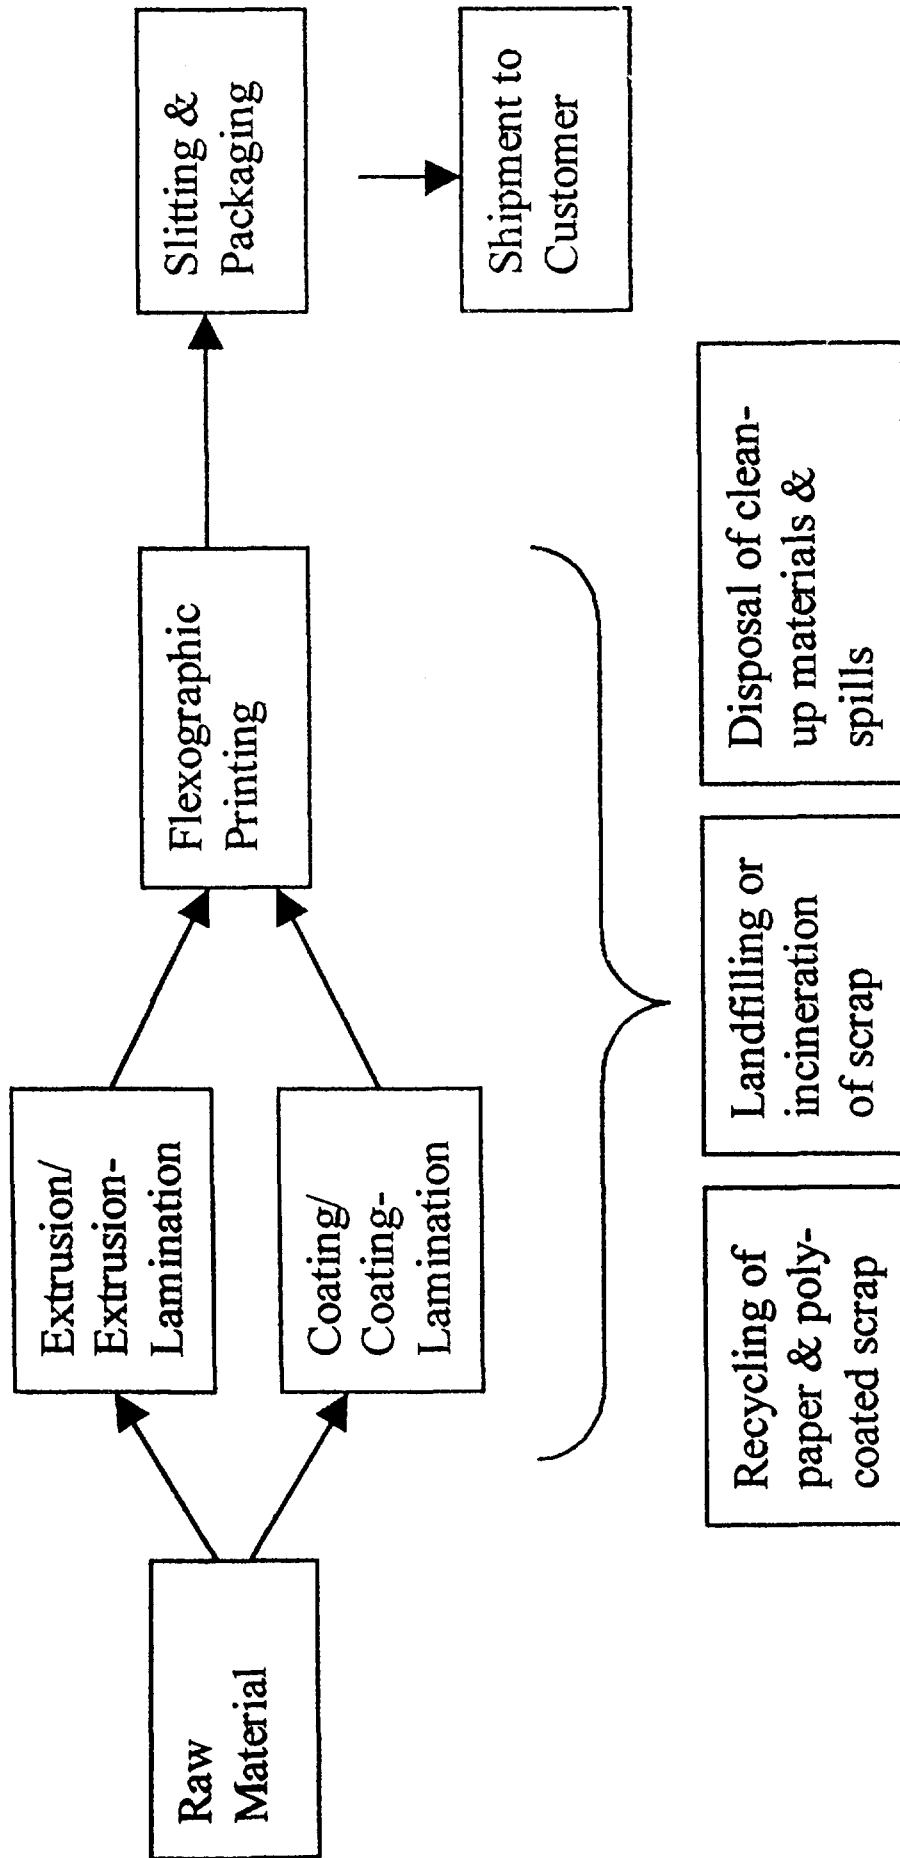 Raw
Material
Extrusion/
Extrusion-
Lamination
Coating/
Coating-
Lamination
Flexographic
Printing
Slitting &
Packaging
Shipment to
Customer
Recycling of
paper & poly-
coated scrap
Landfilling or
incineration
of scrap
Disposal of clean-
up materials &
spills